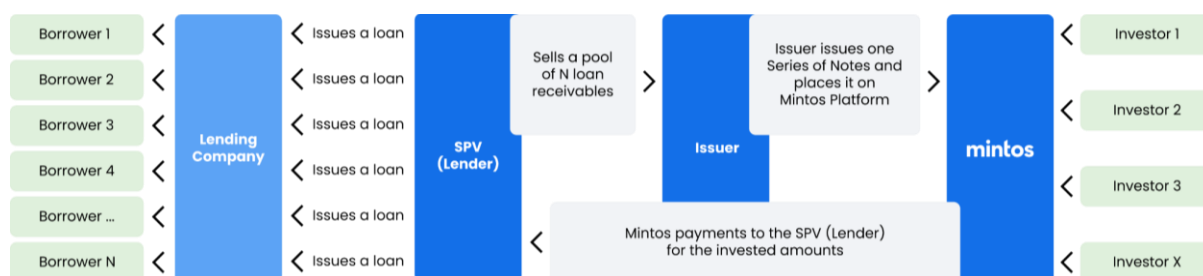 Borrower 1
Borrower 2
Borrower 3
Borrower 4
Borrower ...
Borrower N
Lending
Company
Issues a loan
Issues a loan
Issues a loan
Issues a loan
Issues a loan
Issues a loan
SPV
(Lender)
Sells a pool
of N loan
receivables
Issuer
Issuer issues one
Series of Notes and
places it on
Mintos Platform
mintos
Mintos payments to the SPV (Lender)
for the invested amounts
Investor 1
Investor 2
Investor 3
Investor X